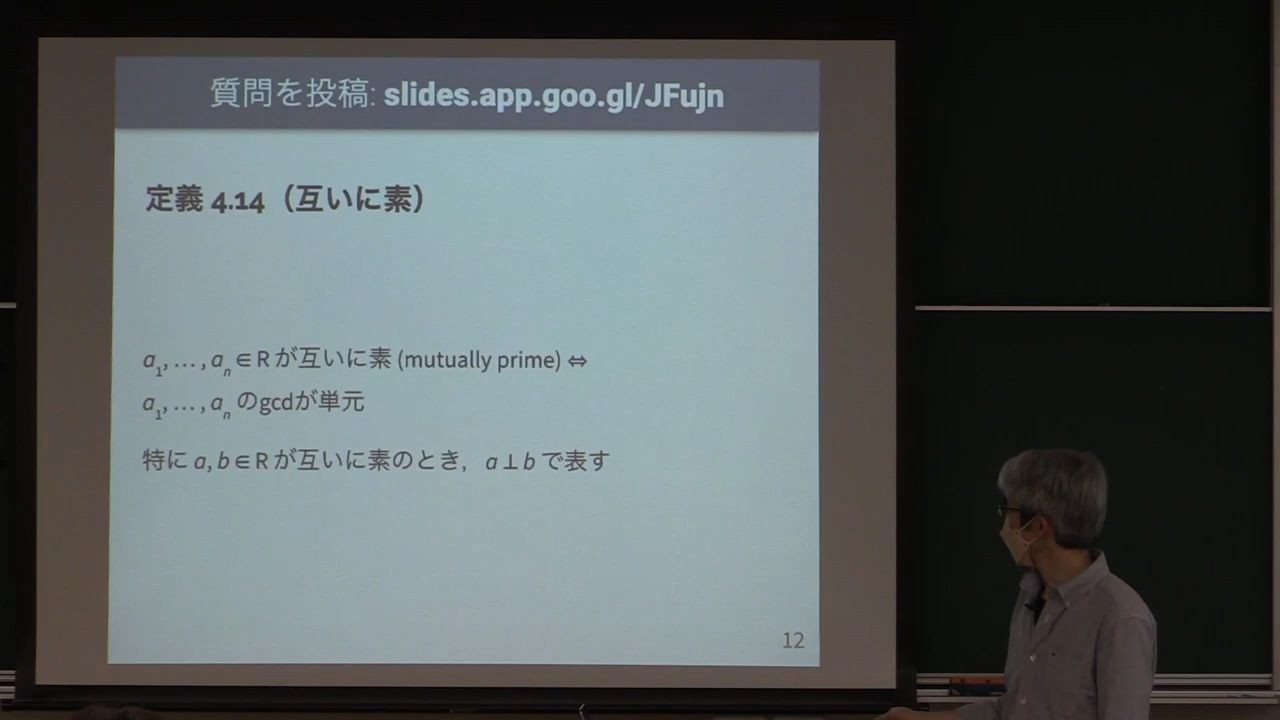 質問を投稿: slides.app.goo.gl/JFujn
定義 4.14（互いに素）
a₁, … , aₙ ∈ R が互いに素 (mutually prime) ⇔
a₁, … , aₙ のgcdが単元
特に a, b ∈ R が互いに素のとき，a ⊥ b で表す
12